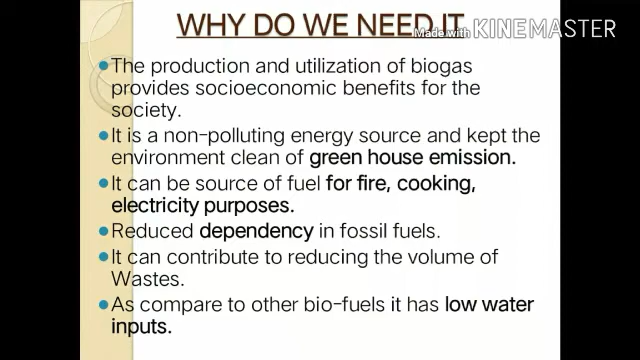 WHY DO WE NEED IT
Made with KINEMASTER
The production and utilization of biogas
provides socioeconomic benefits for the
society.
It is a non-polluting energy source and kept the
environment clean of green house emission.
It can be source of fuel for fire, cooking,
electricity purposes.
Reduced dependency in fossil fuels.
It can contribute to reducing the volume of
Wastes.
As compare to other bio-fuels it has low water
inputs.